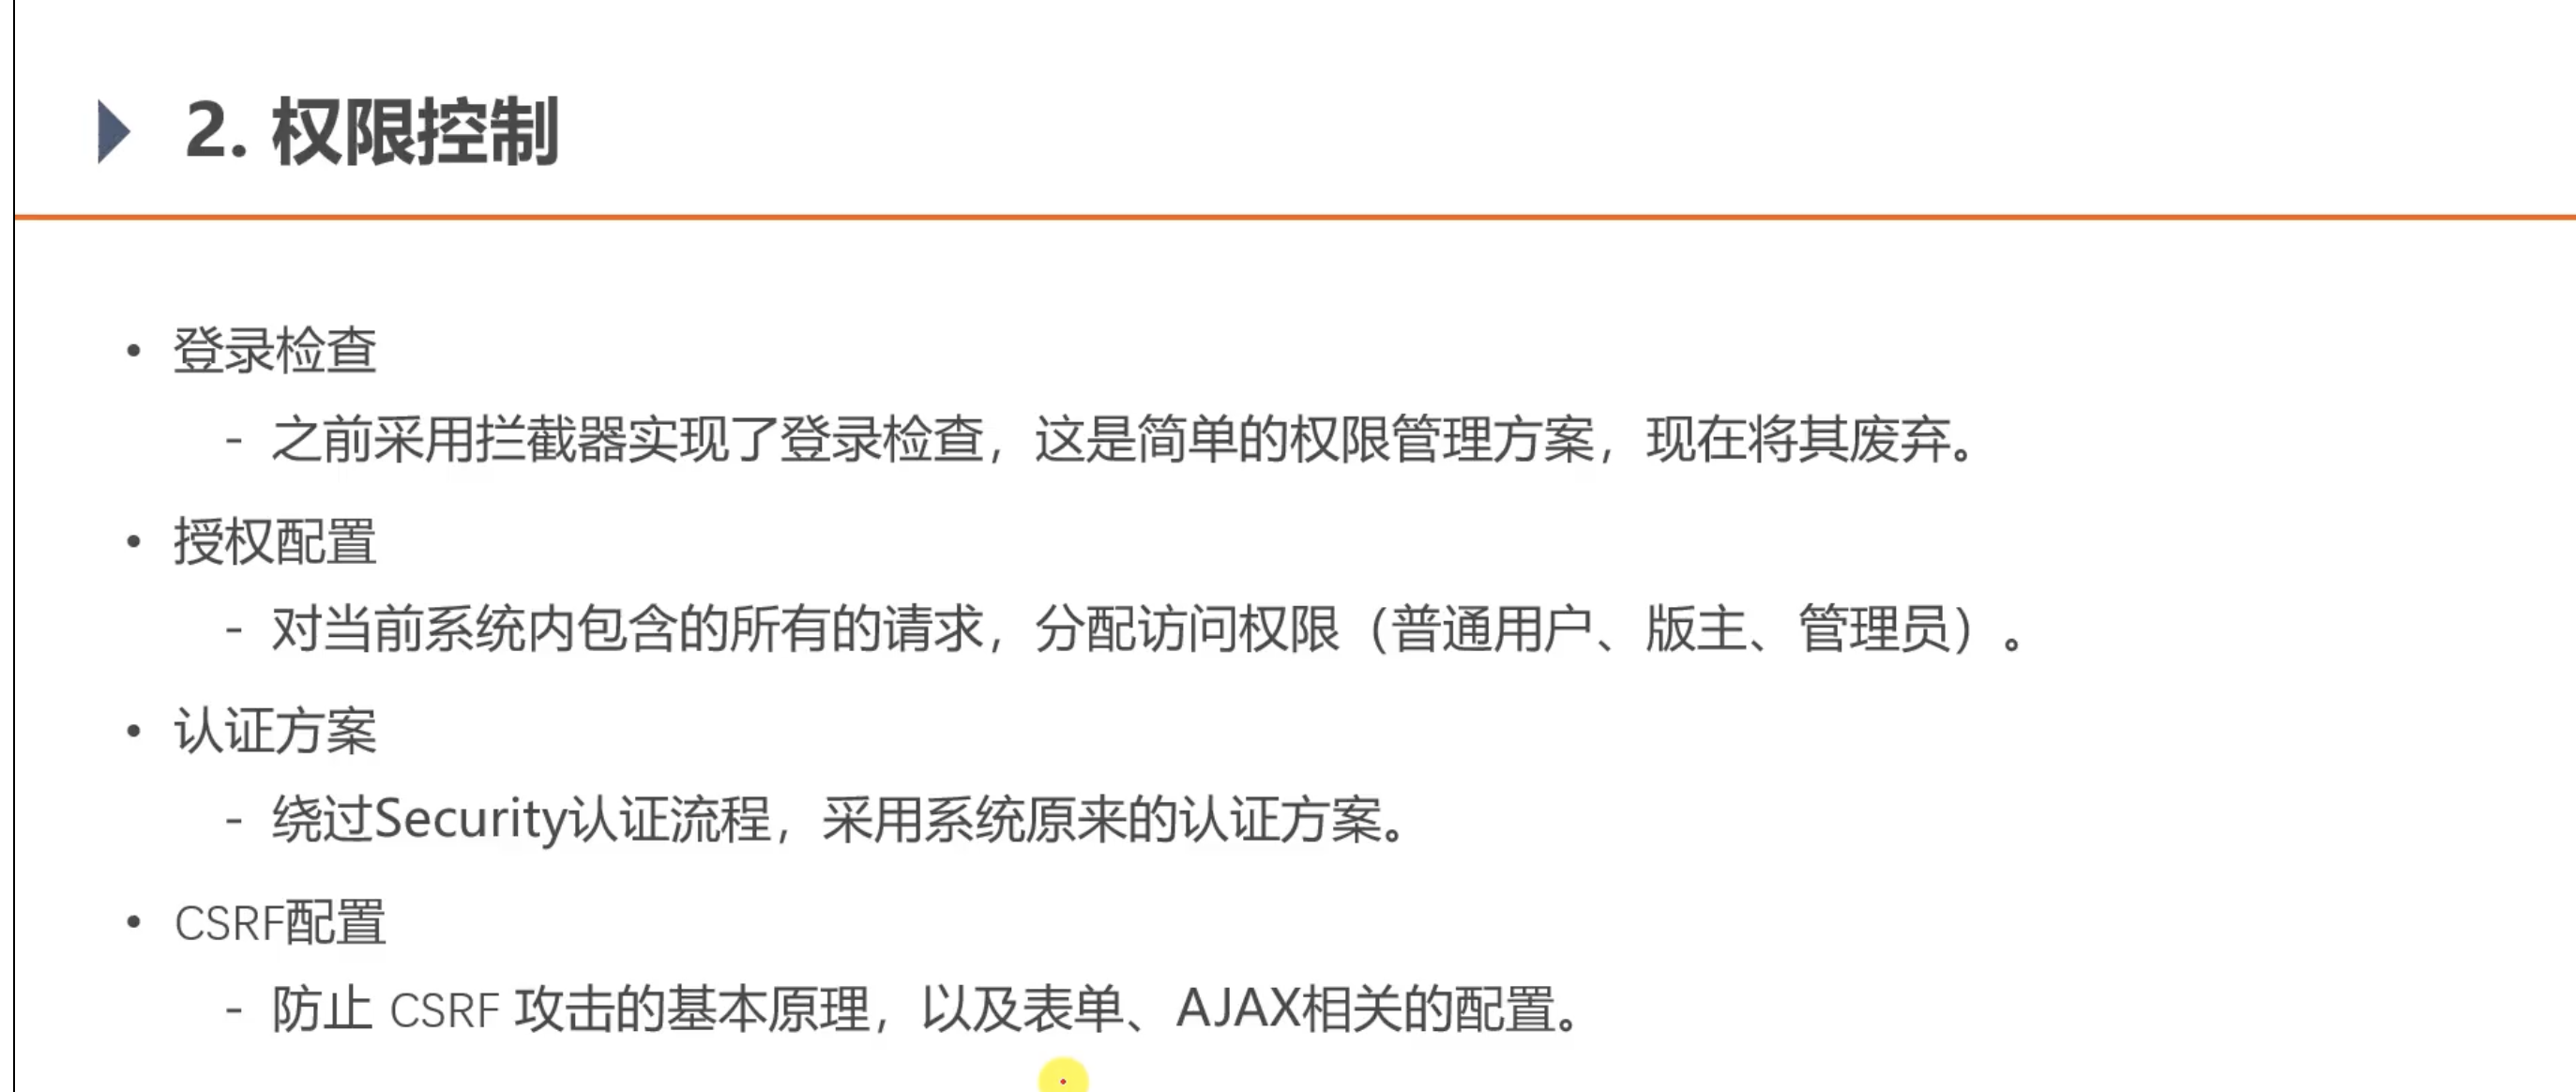 2. 权限控制
• 登录检查
- 之前采用拦截器实现了登录检查，这是简单的权限管理方案，现在将其废弃。
• 授权配置
- 对当前系统内包含的所有的请求，分配访问权限（普通用户、版主、管理员）。
• 认证方案
- 绕过Security认证流程，采用系统原来的认证方案。
• CSRF配置
- 防止 CSRF 攻击的基本原理，以及表单、AJAX相关的配置。